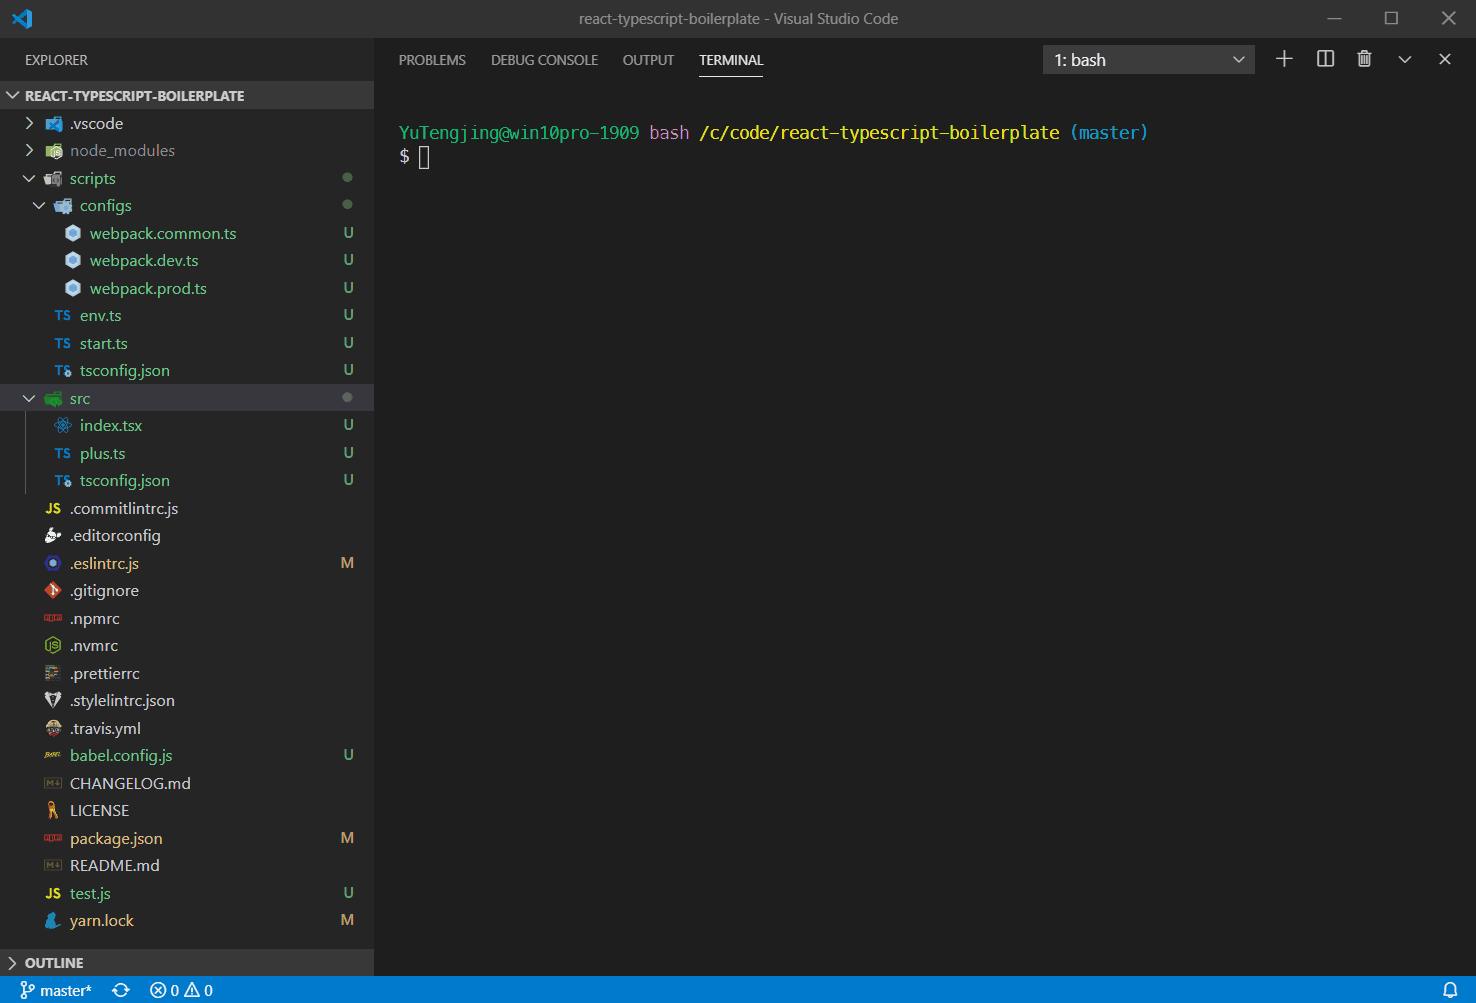 react-typescript-boilerplate - Visual Studio Code
EXPLORER
PROBLEMS DEBUG CONSOLE OUTPUT TERMINAL 1: bash
REACT-TYPESCRIPT-BOILERPLATE
.vscode
node_modules
scripts
configs
webpack.common.ts U
webpack.dev.ts U
webpack.prod.ts U
TS env.ts U
TS start.ts U
TS tsconfig.json U
src
index.tsx U
TS plus.ts U
TS tsconfig.json U
JS .commitlintrc.js
.editorconfig
.eslintrc.js M
.gitignore
.npmrc
.nvmrc
.prettierrc
.stylelintrc.json
.travis.yml
BABEL babel.config.js U
CHANGELOG.md
LICENSE
package.json M
README.md
JS test.js U
yarn.lock M
OUTLINE
YuTengjing@win10pro-1909 bash /c/code/react-typescript-boilerplate (master)
$
master* 0 0